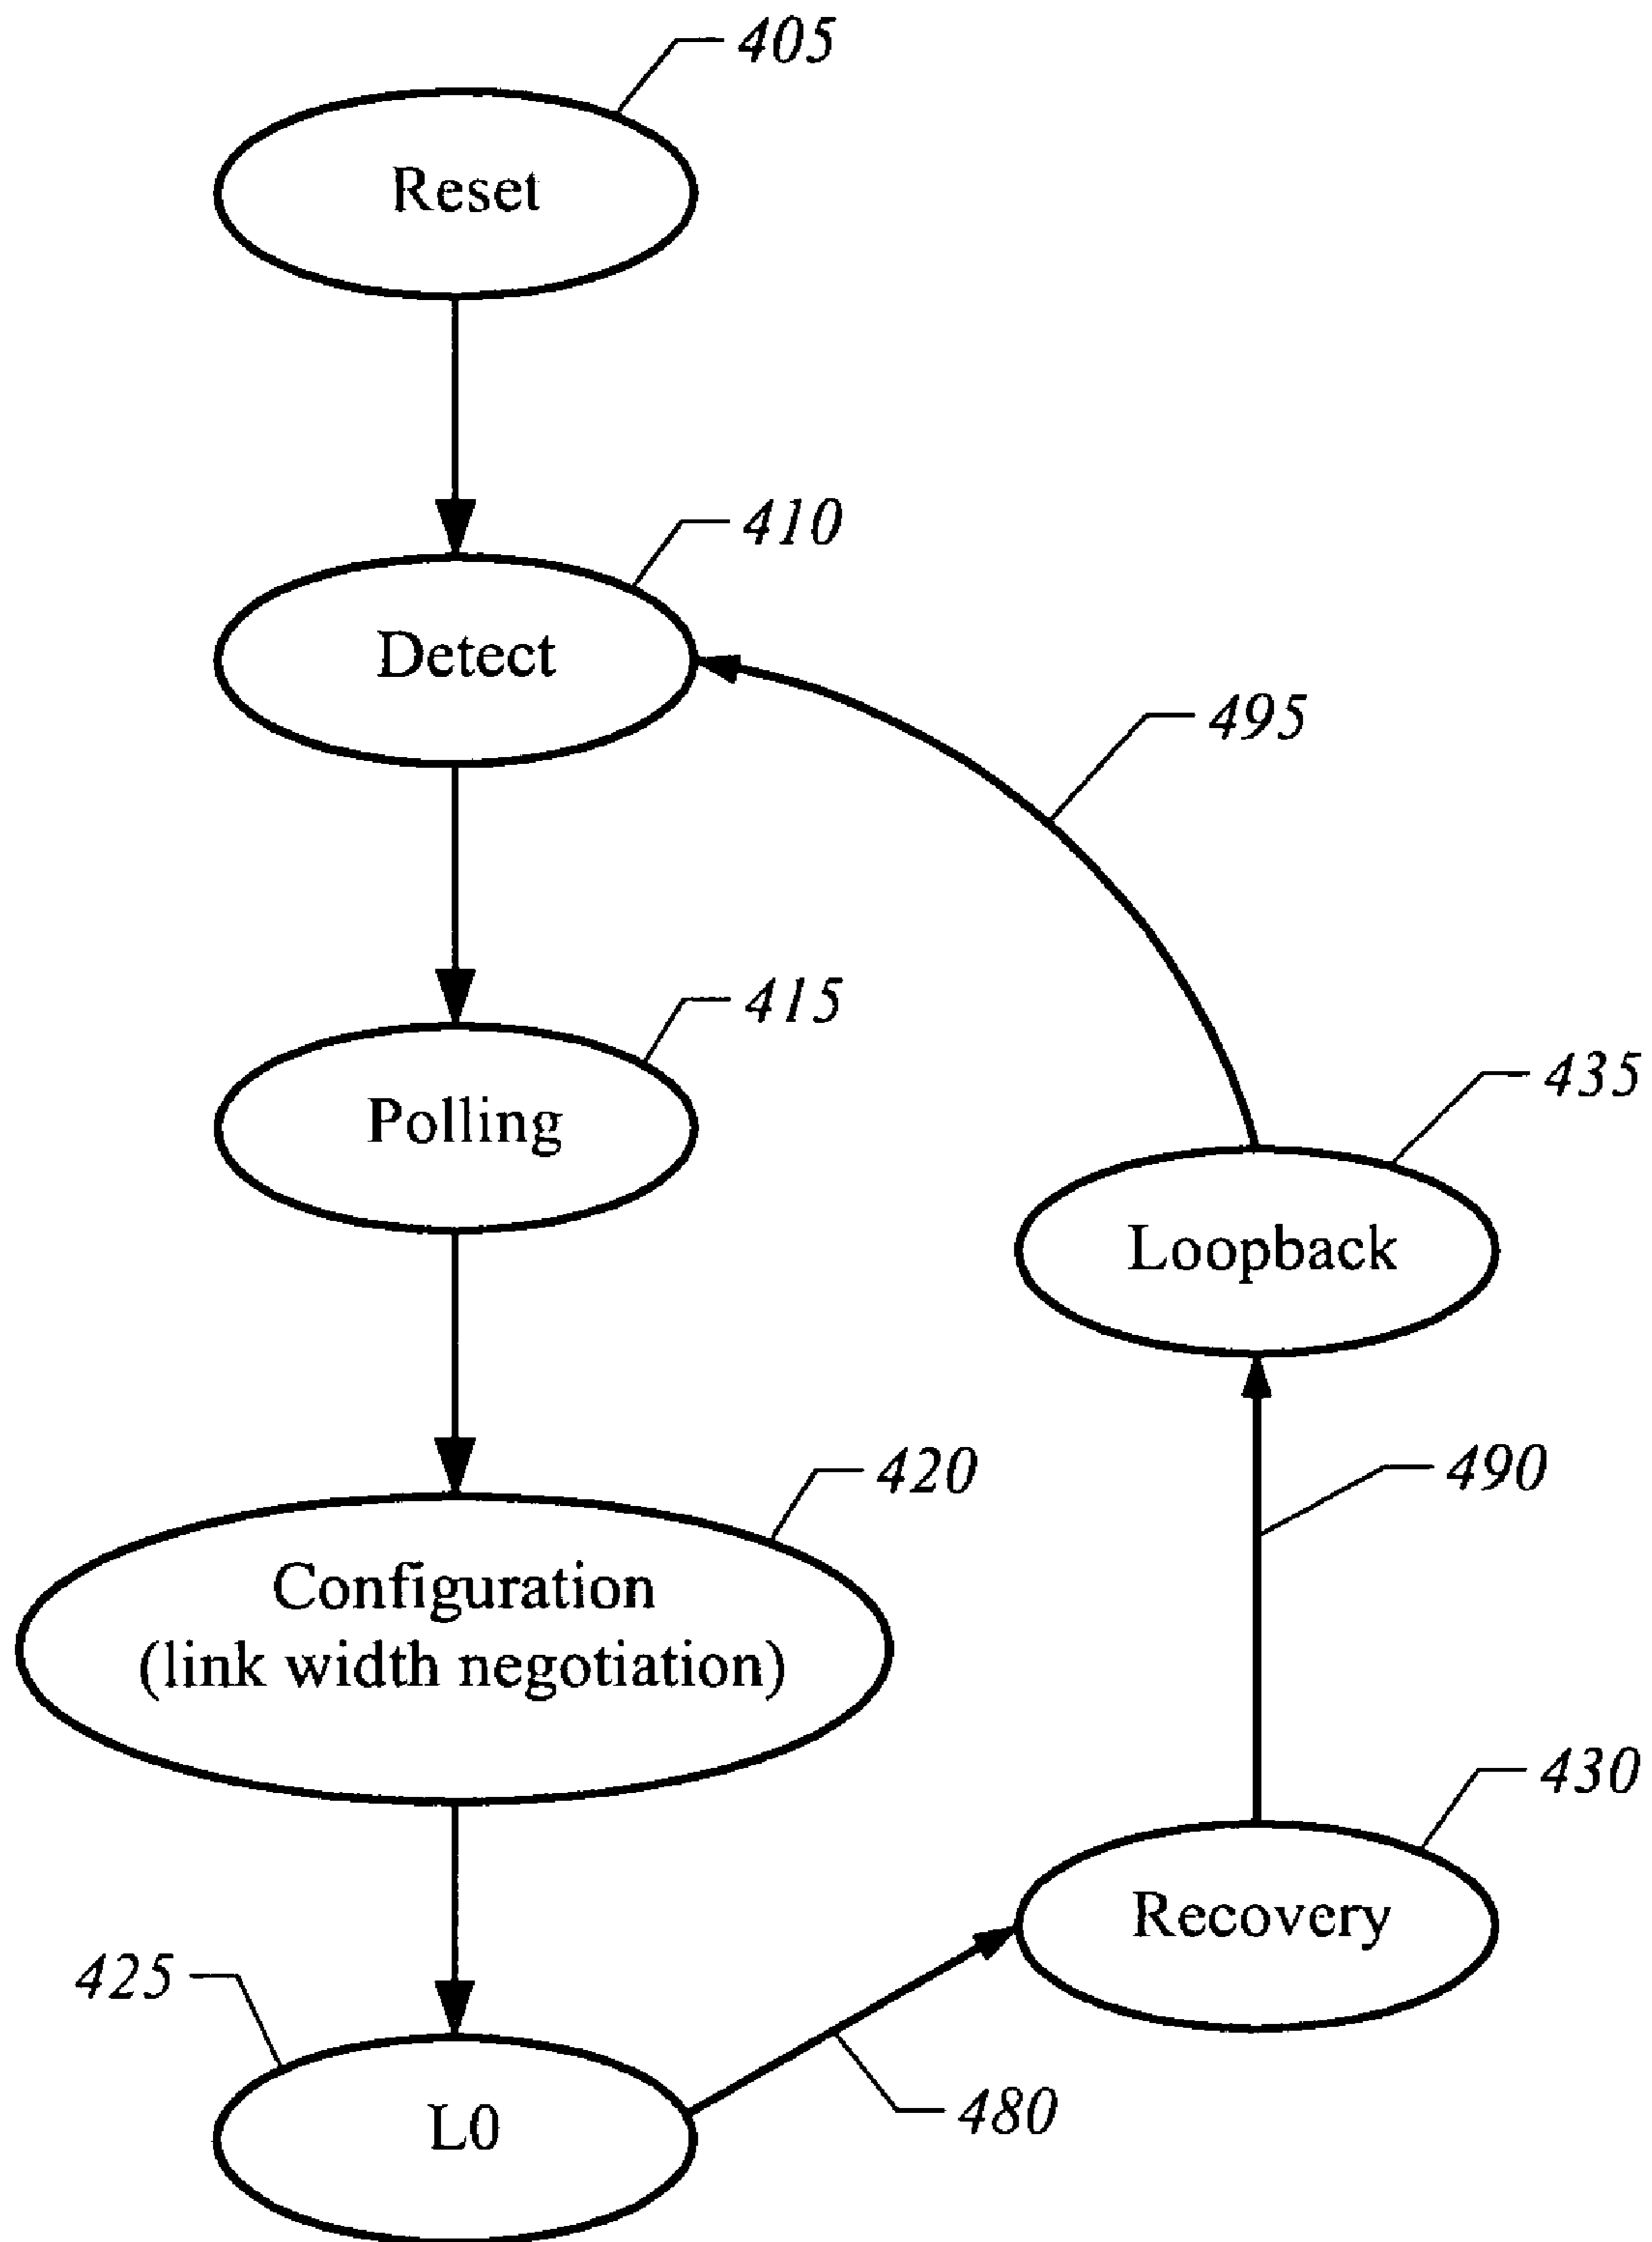 405
Reset
410
Detect
495
415
Polling
435
Loopback
420
Configuration
(link width negotiation)
490
430
Recovery
425
L0
480